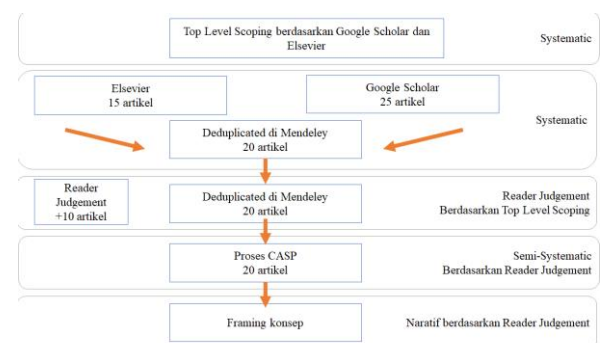 Top Level Scoping berdasarkan Google Scholar dan
Elsevier
Systematic
Elsevier
15 artikel
Google Scholar
25 artikel
Systematic
Deduplicated di Mendeley
20 artikel
Reader
Judgement
+10 artikel
Deduplicated di Mendeley
20 artikel
Reader Judgement
Berdasarkan Top Level Scoping
Proses CASP
20 artikel
Semi-Systematic
Berdasarkan Reader Judgement
Framing konsep
Naratif berdasarkan Reader Judgement